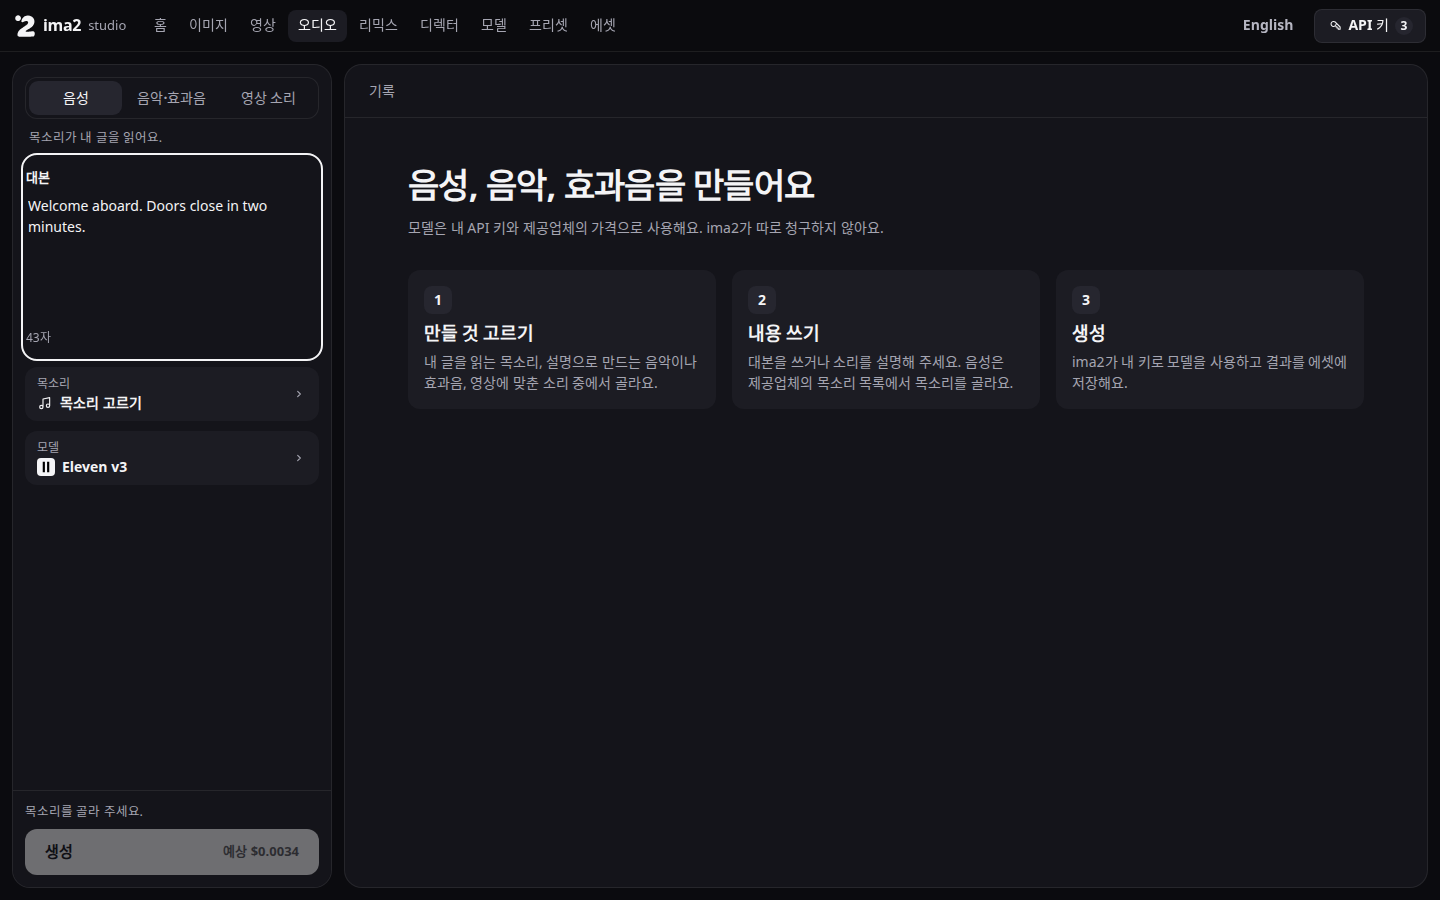 ima2 studio
홈
이미지
영상
오디오
리믹스
디렉터
모델
프리셋
에셋
English
API 키 3
음성
음악·효과음
영상 소리
목소리가 내 글을 읽어요.
대본
Welcome aboard. Doors close in two
minutes.
43자
목소리
목소리 고르기
모델
Eleven v3
목소리를 골라 주세요.
생성
예상 $0.0034
기록
음성, 음악, 효과음을 만들어요
모델은 내 API 키와 제공업체의 가격으로 사용해요. ima2가 따로 청구하지 않아요.
1
만들 것 고르기
내 글을 읽는 목소리, 설명으로 만드는 음악이나
효과음, 영상에 맞춘 소리 중에서 골라요.
2
내용 쓰기
대본을 쓰거나 소리를 설명해 주세요. 음성은
제공업체의 목소리 목록에서 목소리를 골라요.
3
생성
ima2가 내 키로 모델을 사용하고 결과를 에셋에
저장해요.